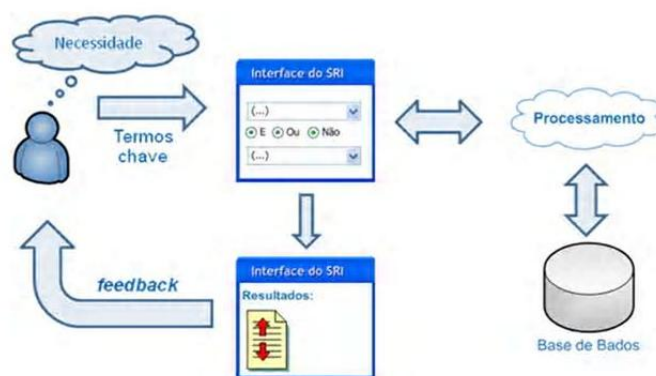 Necessidade
Termos
chave
Interface do SRI
(...)
E Ou Não
(...)
Processamento
Interface do SRI
Resultados:
feedback
Base de Bados